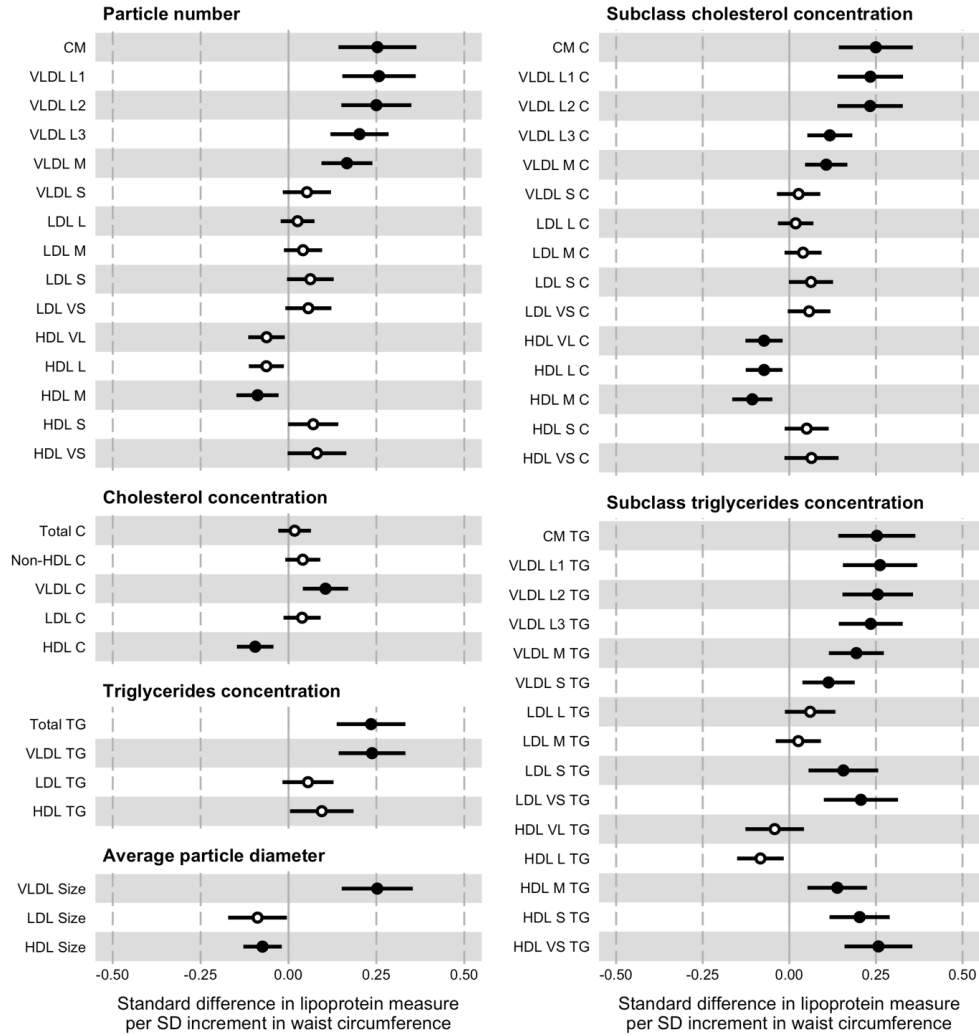 Particle number
CM
VLDL L1
VLDL L2
VLDL L3
VLDL M
VLDL S
LDL L
LDL M
LDL S
LDL VS
HDL VL
HDL L
HDL M
HDL S
HDL VS
Cholesterol concentration
Total C
Non-HDL C
VLDL C
LDL C
HDL C
Triglycerides concentration
Total TG
VLDL TG
LDL TG
HDL TG
Average particle diameter
VLDL Size
LDL Size
HDL Size
-0.50 -0.25 0.00 0.25 0.50
Standard difference in lipoprotein measure
per SD increment in waist circumference
Subclass cholesterol concentration
CM C
VLDL L1 C
VLDL L2 C
VLDL L3 C
VLDL M C
VLDL S C
LDL L C
LDL M C
LDL S C
LDL VS C
HDL VL C
HDL L C
HDL M C
HDL S C
HDL VS C
Subclass triglycerides concentration
CM TG
VLDL L1 TG
VLDL L2 TG
VLDL L3 TG
VLDL M TG
VLDL S TG
LDL L TG
LDL M TG
LDL S TG
LDL VS TG
HDL VL TG
HDL L TG
HDL M TG
HDL S TG
HDL VS TG
-0.50 -0.25 0.00 0.25 0.50
Standard difference in lipoprotein measure
per SD increment in waist circumference